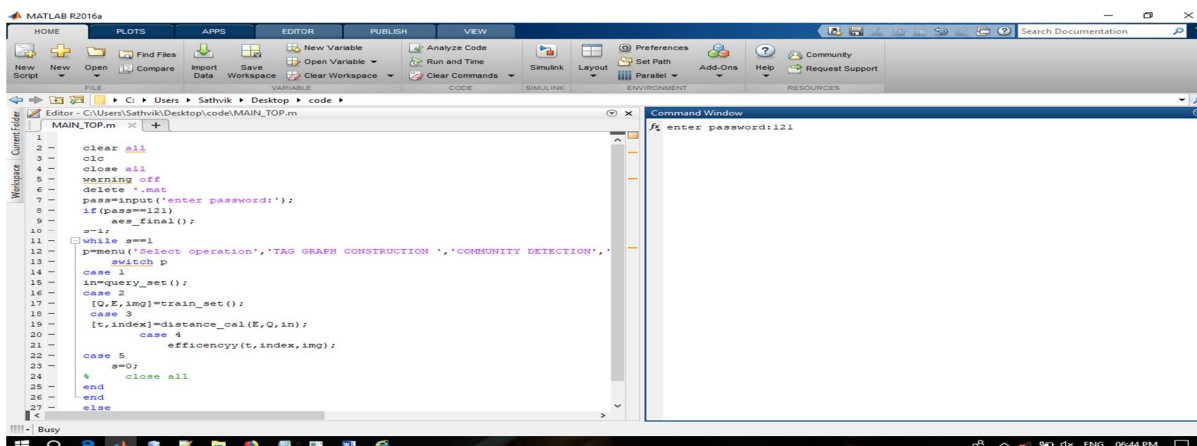 MATLAB R2016a
HOME PLOTS APPS EDITOR PUBLISH VIEW Search Documentation
New Script New Open Find Files Compare Import Data Save Workspace New Variable Open Variable Clear Workspace Analyze Code Run and Time Clear Commands Simulink Layout Preferences Set Path Parallel Add-Ons Help Community Request Support
FILE VARIABLE CODE SIMULINK ENVIRONMENT RESOURCES
C: Users Sathvik Desktop code
Current Folder
Workspace
Editor - C:\Users\Sathvik\Desktop\code\MAIN_TOP.m
MAIN_TOP.m
1
2 clear all
3 clc
4 close all
5 warning off
6 delete *.mat
7 pass=input('enter password:');
8 if(pass==121)
9 aes_final();
10 s=1;
11 while s==1
12 p=menu('Select operation','TAG GRAPH CONSTRUCTION ','COMMUNITY DETECTION','
13 switch p
14 case 1
15 in=query_set();
16 case 2
17 [Q,E,img]=train_set();
18 case 3
19 [t,index]=distance_cal(E,Q,in);
20 case 4
21 efficencyy(t,index,img);
22 case 5
23 s=0;
24 % close all
25 end
26 end
27 else
Command Window
fx enter password:121
Busy
ENG 06:44 PM